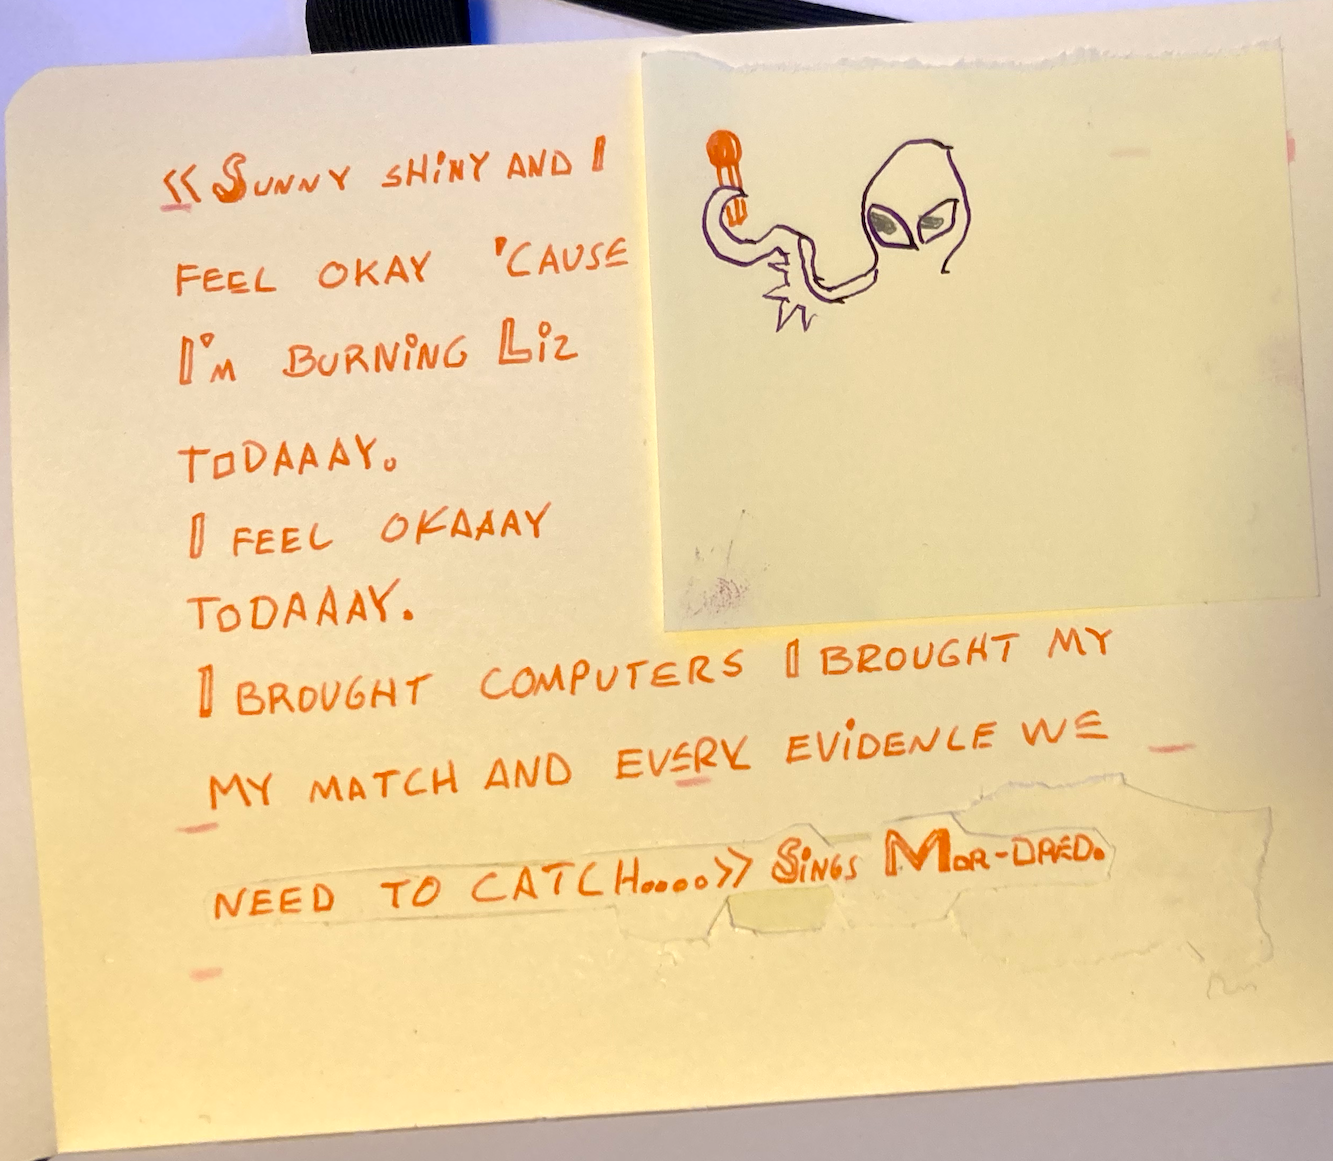 « Sunny shiny and I
feel okay 'cause
I'm burning Liz
todaaay.
I feel okaaay
todaaay.
I brought computers I brought my
my match and every evidence we
need to catch....» Sings Mor-dred.